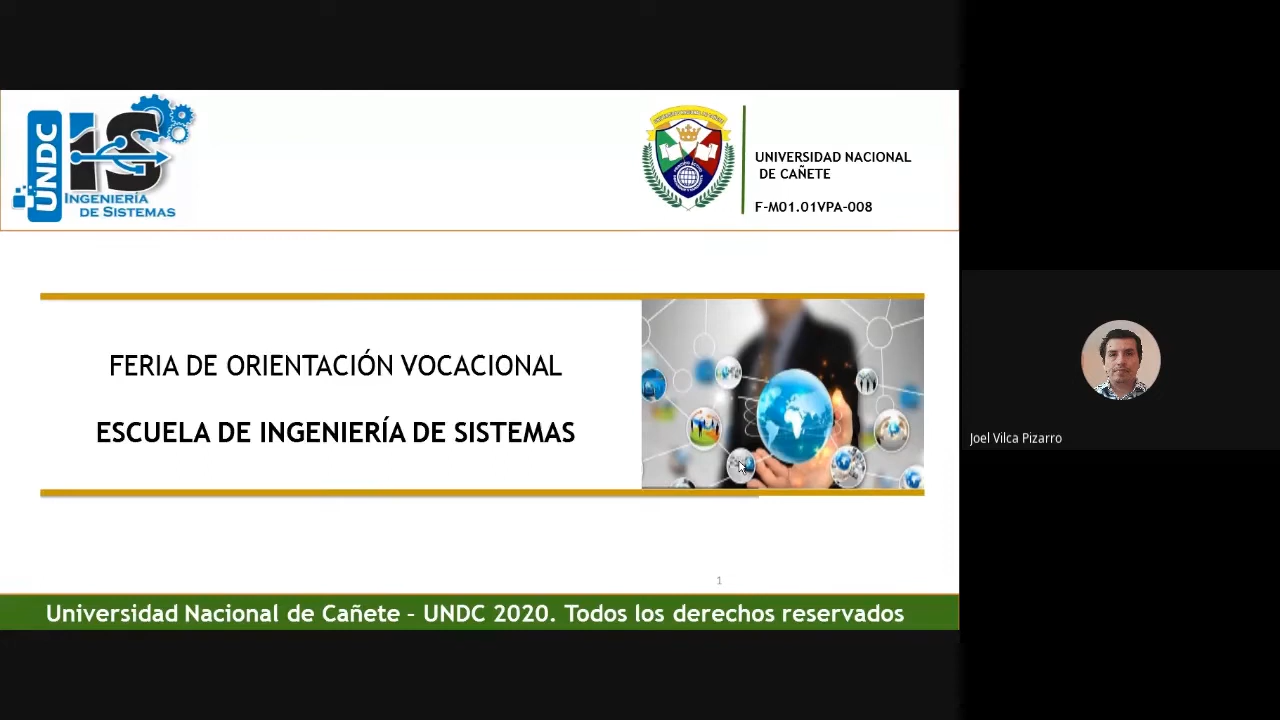 UNDC
IS
INGENIERÍA
DE SISTEMAS
UNIVERSIDAD NACIONAL
DE CAÑETE
F-M01.01VPA-008
FERIA DE ORIENTACIÓN VOCACIONAL
ESCUELA DE INGENIERÍA DE SISTEMAS
Joel Vilca Pizarro
1
Universidad Nacional de Cañete - UNDC 2020. Todos los derechos reservados